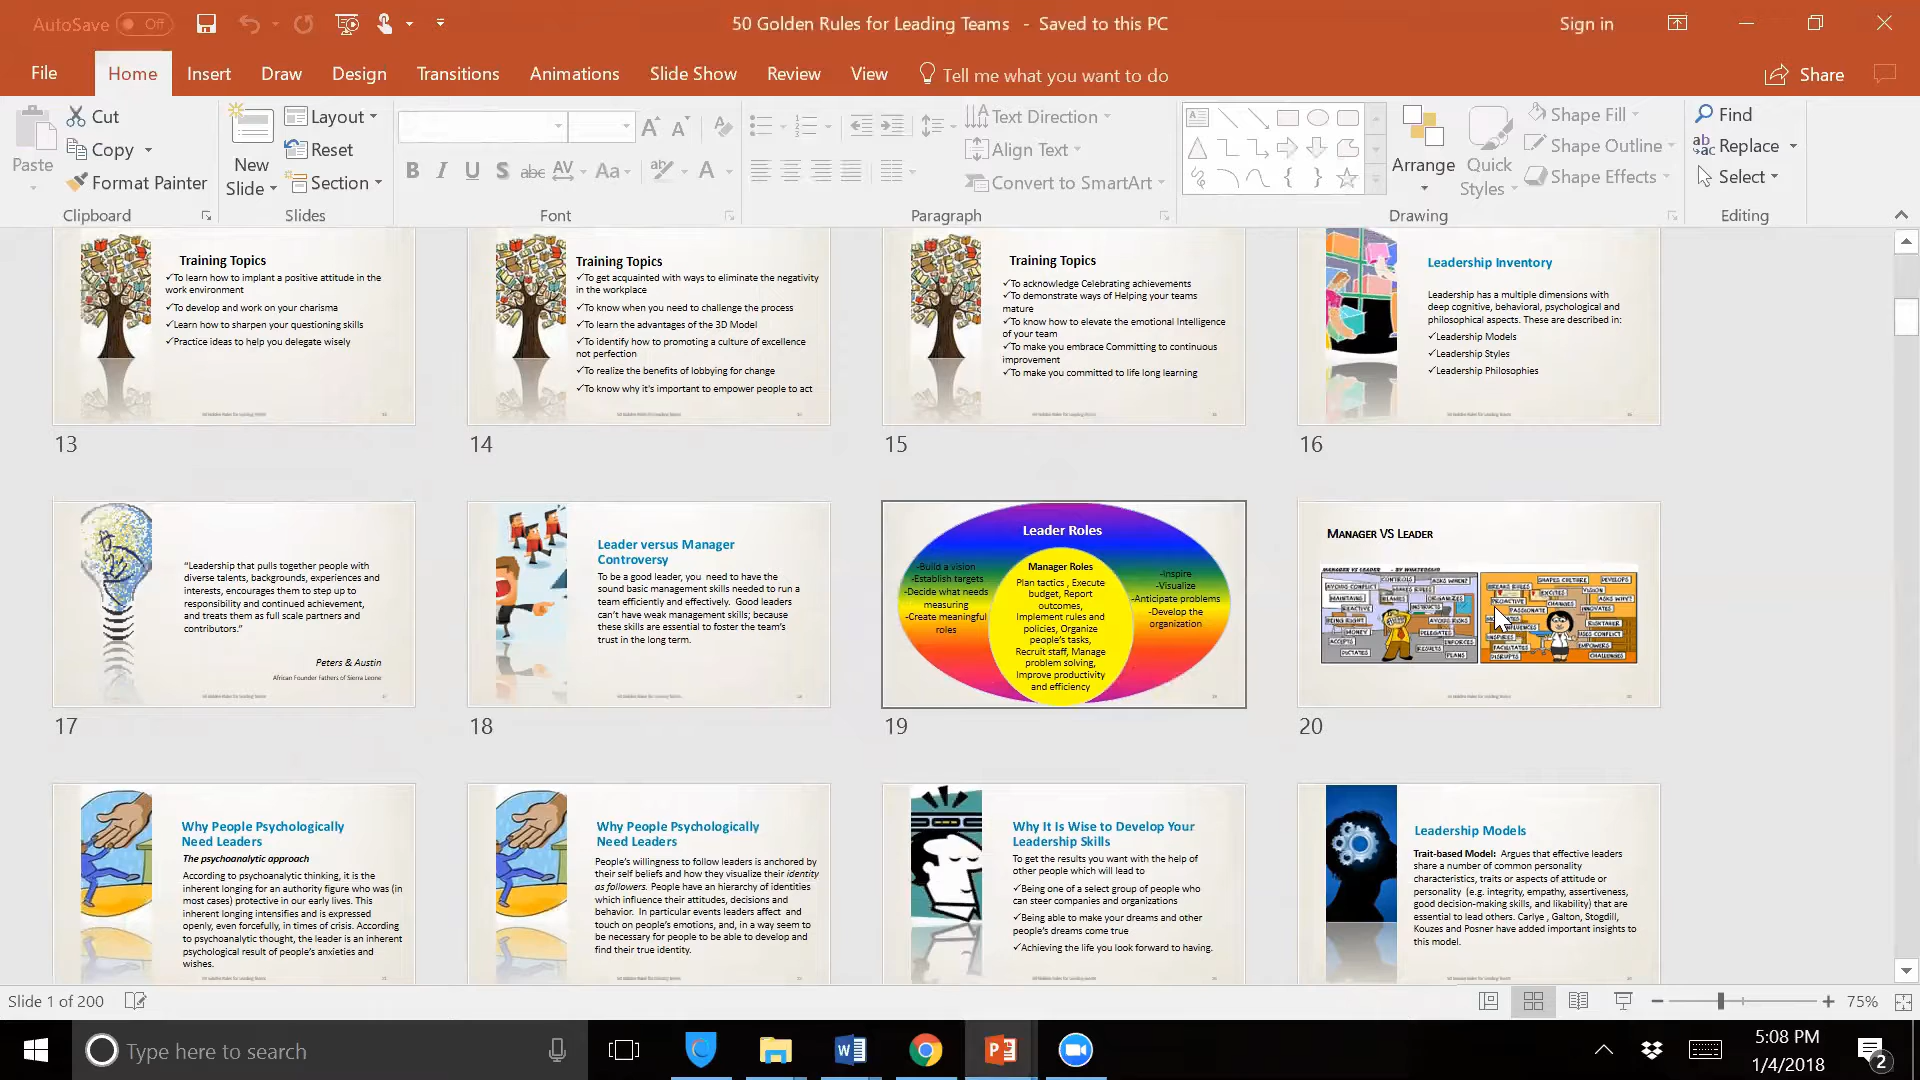 AutoSave Off
50 Golden Rules for Leading Teams - Saved to this PC
Sign in
File Home Insert Draw Design Transitions Animations Slide Show Review View Tell me what you want to do
Share
Paste
Cut
Copy
Format Painter
Clipboard
New
Slide
Layout
Reset
Section
Slides
B I U S abc AV Aa A
Font
Text Direction
Align Text
Convert to SmartArt
Paragraph
Arrange
Quick
Styles
Shape Fill
Shape Outline
Shape Effects
Drawing
Find
Replace
Select
Editing
Training Topics
✓To learn how to implant a positive attitude in the
work environment
✓To develop and work on your charisma
✓Learn how to sharpen your questioning skills
✓Practice ideas to help you delegate wisely
13
Training Topics
✓To get acquainted with ways to eliminate the negativity
in the workplace
✓To know when you need to challenge the process
✓To learn the advantages of the 3D Model
✓To identify how to promoting a culture of excellence
not perfection
✓To realize the benefits of lobbying for change
✓To know why it's important to empower people to act
14
Training Topics
✓To acknowledge Celebrating achievements
✓To demonstrate ways of Helping your teams
mature
✓To know how to elevate the emotional Intelligence
of your team
✓To make you embrace Committing to continuous
improvement
✓To make you committed to life long learning
15
Leadership Inventory
Leadership has a multiple dimensions with
deep cognitive, behavioral, psychological and
philosophical aspects. These are described in:
✓Leadership Models
✓Leadership Styles
✓Leadership Philosophies
16
"Leadership that pulls together people with
diverse talents, backgrounds, experiences and
interests, encourages them to step up to
responsibility and continued achievement,
and treats them as full scale partners and
contributors."
Peters & Austin
African Founder Fathers of Sierra Leone
17
Leader versus Manager
Controversy
To be a good leader, you need to have the
sound basic management skills needed to run a
team efficiently and effectively. Good leaders
can't have weak management skills; because
these skills are essential to foster the team's
trust in the long term.
18
Leader Roles
-Build a vision
-Establish targets
-Decide what needs
measuring
-Create meaningful
roles
Manager Roles
Plan tactics , Execute
budget, Report
outcomes,
Implement rules and
policies, Organize
people's tasks,
Recruit staff, Manage
problem solving,
Improve productivity
and efficiency
-Inspire
-Visualize
-Anticipate problems
-Develop the
organization
19
MANAGER VS LEADER
20
Why People Psychologically
Need Leaders
The psychoanalytic approach
According to psychoanalytic thinking, it is the
inherent longing for an authority figure who was (in
most cases) protective in our early lives. This
inherent longing intensifies and is expressed
openly, even forcefully, in times of crisis. According
to psychoanalytic thought, the leader is an inherent
psychological result of people's anxieties and
wishes.
Why People Psychologically
Need Leaders
People's willingness to follow leaders is anchored by
their self beliefs and how they visualize their identity
as followers. People have an hierarchy of identities
which influence their attitudes, decisions and
behavior. In particular events leaders affect and
touch on people's emotions, and, in a way seem to
be necessary for people to be able to develop and
find their true identity.
Why It Is Wise to Develop Your
Leadership Skills
To get the results you want with the help of
other people which will lead to
✓Being one of a select group of people who
can steer companies and organizations
✓Being able to make your dreams and other
people's dreams come true
✓Achieving the life you look forward to having.
Leadership Models
Trait-based Model: Argues that effective leaders
share a number of common personality
characteristics, traits or aspects of attitude or
personality (e.g. integrity, empathy, assertiveness,
good decision-making skills, and likability) that are
essential to lead others. Carlye , Galton, Stogdill,
Kouzes and Posner have added important insights to
this model.
Slide 1 of 200
75%
Type here to search
5:08 PM
1/4/2018
2